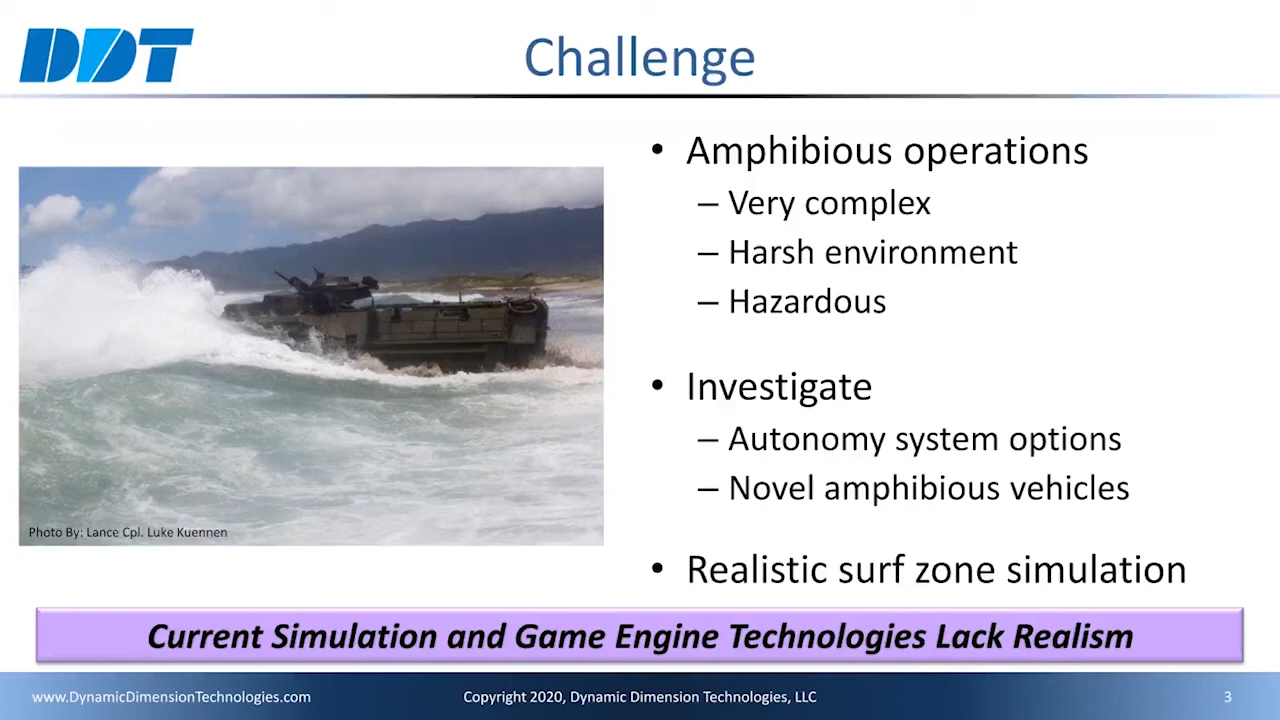 DDT
Challenge
• Amphibious operations
– Very complex
– Harsh environment
– Hazardous
• Investigate
– Autonomy system options
– Novel amphibious vehicles
• Realistic surf zone simulation
Photo By: Lance Cpl. Luke Kuennen
Current Simulation and Game Engine Technologies Lack Realism
www.DynamicDimensionTechnologies.com
Copyright 2020, Dynamic Dimension Technologies, LLC
3